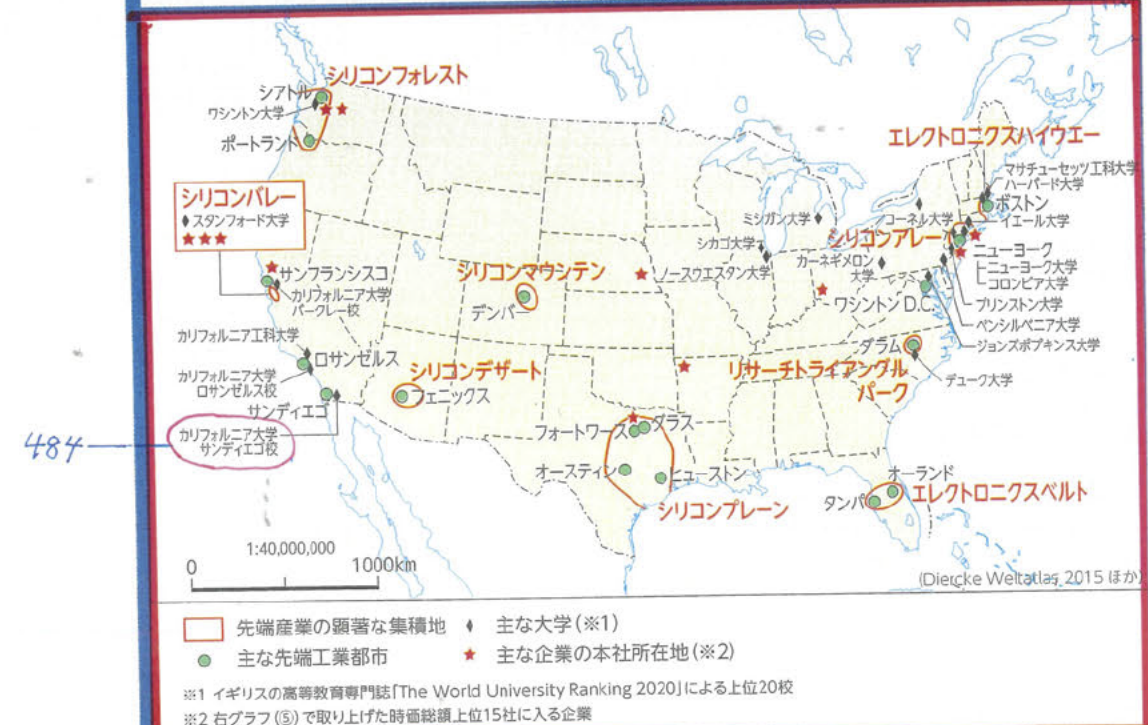 シリコンフォレスト
シアトル
ワシントン大学
ポートランド
エレクトロニクスハイウエー
マサチューセッツ工科大学
ハーバード大学
ボストン
イエール大学
シリコンバレー
スタンフォード大学
ミシガン大学
コーネル大学
シカゴ大学
シリコンアレー
ニューヨーク
ニューヨーク大学
コロンビア大学
カーネギメロン
大学
ノースウエスタン大学
サンフランシスコ
カリフォルニア大学
バークレー校
シリコンマウンテン
デンバー
ワシントンD.C.
プリンストン大学
ペンシルベニア大学
ジョンズホプキンス大学
カリフォルニア工科大学
ロサンゼルス
カリフォルニア大学
ロサンゼルス校
シリコンデザート
フェニックス
ダラム
リサーチトライアングル
パーク
デューク大学
サンディエゴ
484
カリフォルニア大学
サンディエゴ校
フォートワース
ダラス
オースティン
ヒューストン
シリコンプレーン
オーランド
タンパ
エレクトロニクスベルト
1:40,000,000
0
1000km
(Diercke Weltatlas, 2015 ほか)
先端産業の顕著な集積地
主な大学(※1)
主な先端工業都市
主な企業の本社所在地(※2)
※1 イギリスの高等教育専門誌「The World University Ranking 2020」による上位20校
※2 右グラフ(⑤)で取り上げた時価総額上位15社に入る企業